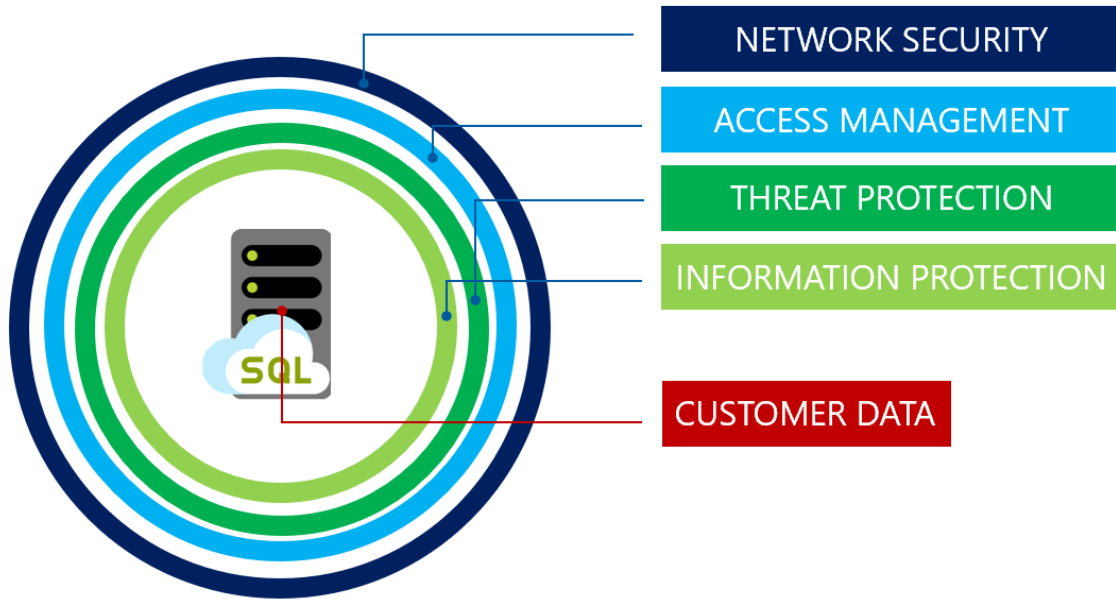 NETWORK SECURITY
ACCESS MANAGEMENT
THREAT PROTECTION
INFORMATION PROTECTION
SQL
CUSTOMER DATA